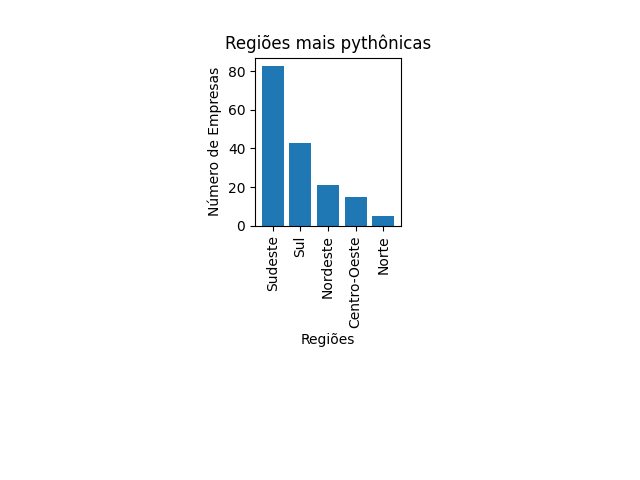 Regiões mais pythônicas
Número de Empresas
80
60
40
20
0
Sudeste
Sul
Nordeste
Centro-Oeste
Norte
Regiões